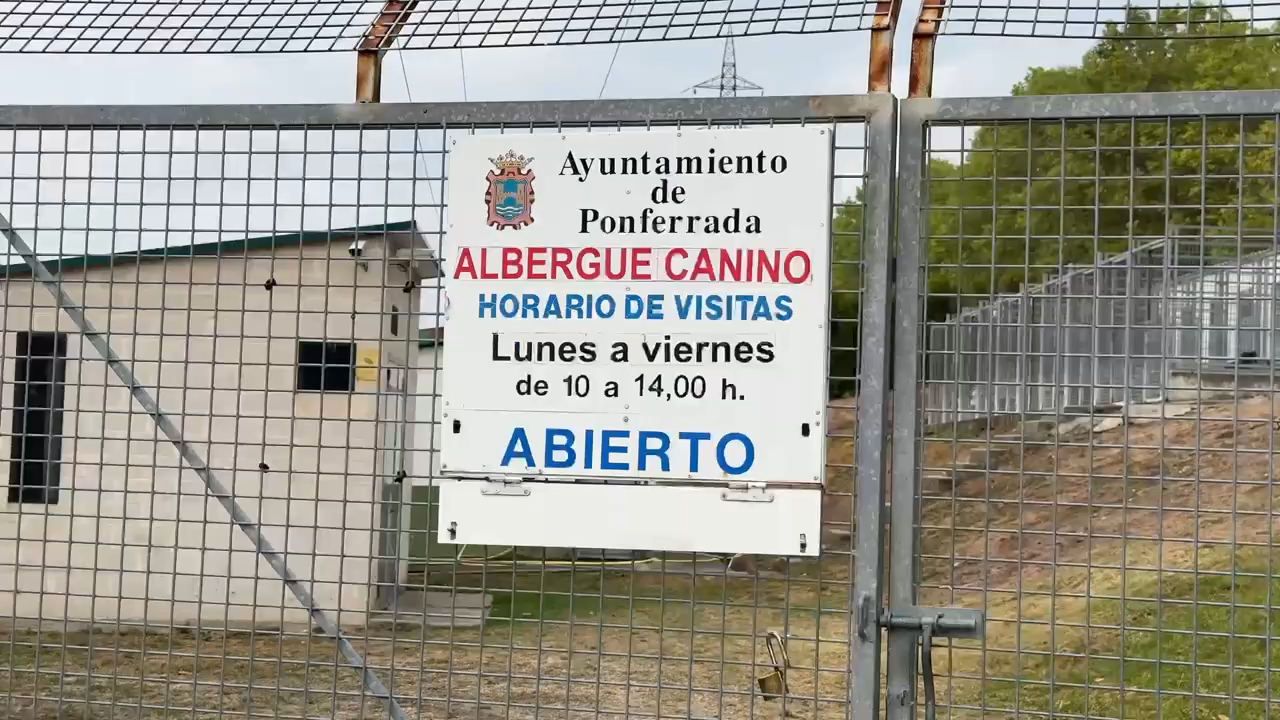 Ayuntamiento
de
Ponferrada
ALBERGUE CANINO
HORARIO DE VISITAS
Lunes a viernes
de 10 a 14,00 h.
ABIERTO